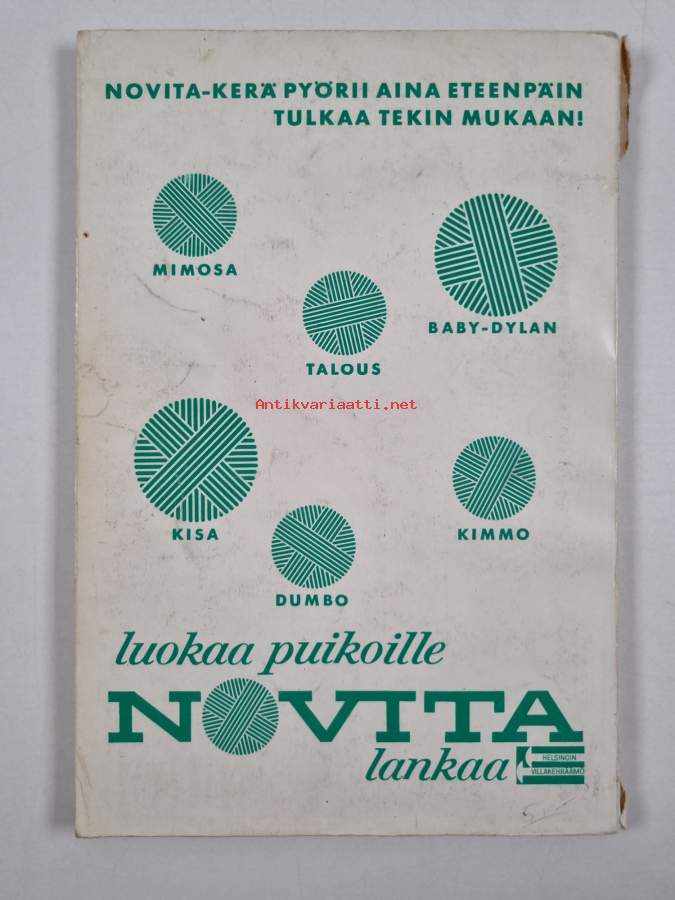 NOVITA-KERÄ PYÖRII AINA ETEENPÄIN
TULKAA TEKIN MUKAAN!
MIMOSA
BABY-DYLAN
TALOUS
Antikvariaatti.net
KISA
KIMMO
DUMBO
luokaa puikoille
NOVITA
lankaa
HELSINGIN
VILLAKEHRÄÄMÖ